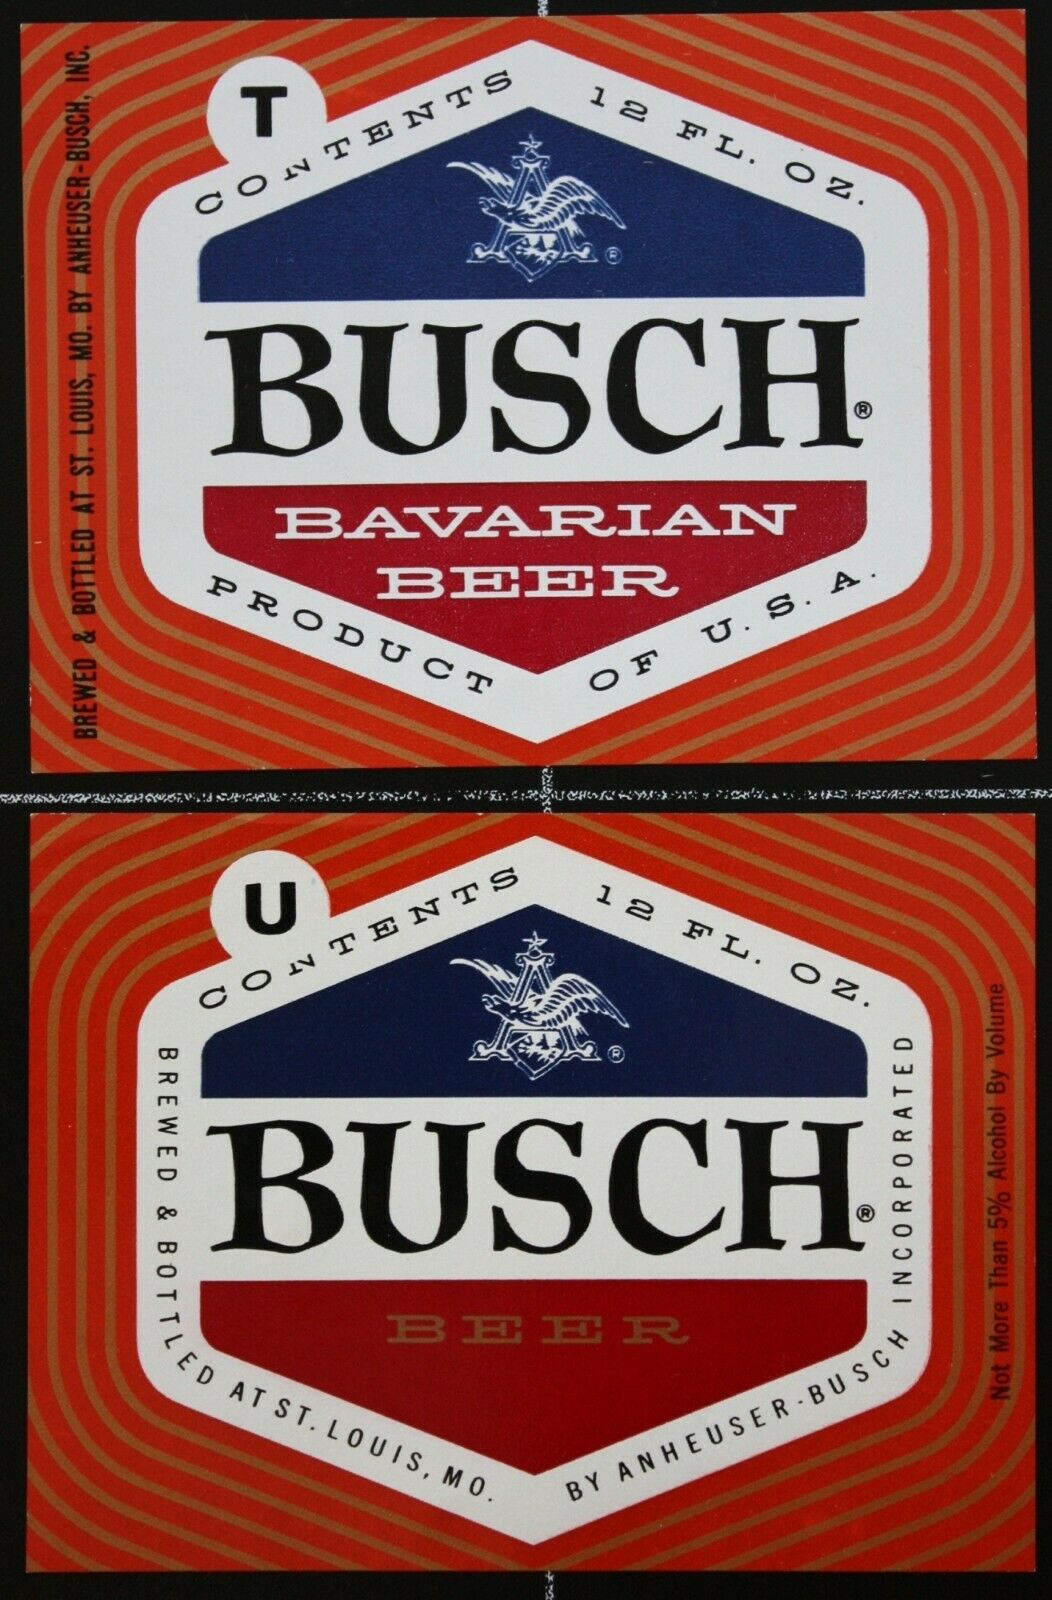 T
CONTENTS 12 FL. OZ.
A
®
BUSCH®
BAVARIAN
BEER
PRODUCT OF U.S.A.
BREWED & BOTTLED AT ST. LOUIS, MO. BY ANHEUSER-BUSCH, INC.
U
CONTENTS 12 FL. OZ.
A
®
BUSCH®
BEER
BREWED & BOTTLED AT ST. LOUIS, MO. BY ANHEUSER-BUSCH INCORPORATED
Not More Than 5% Alcohol By Volume